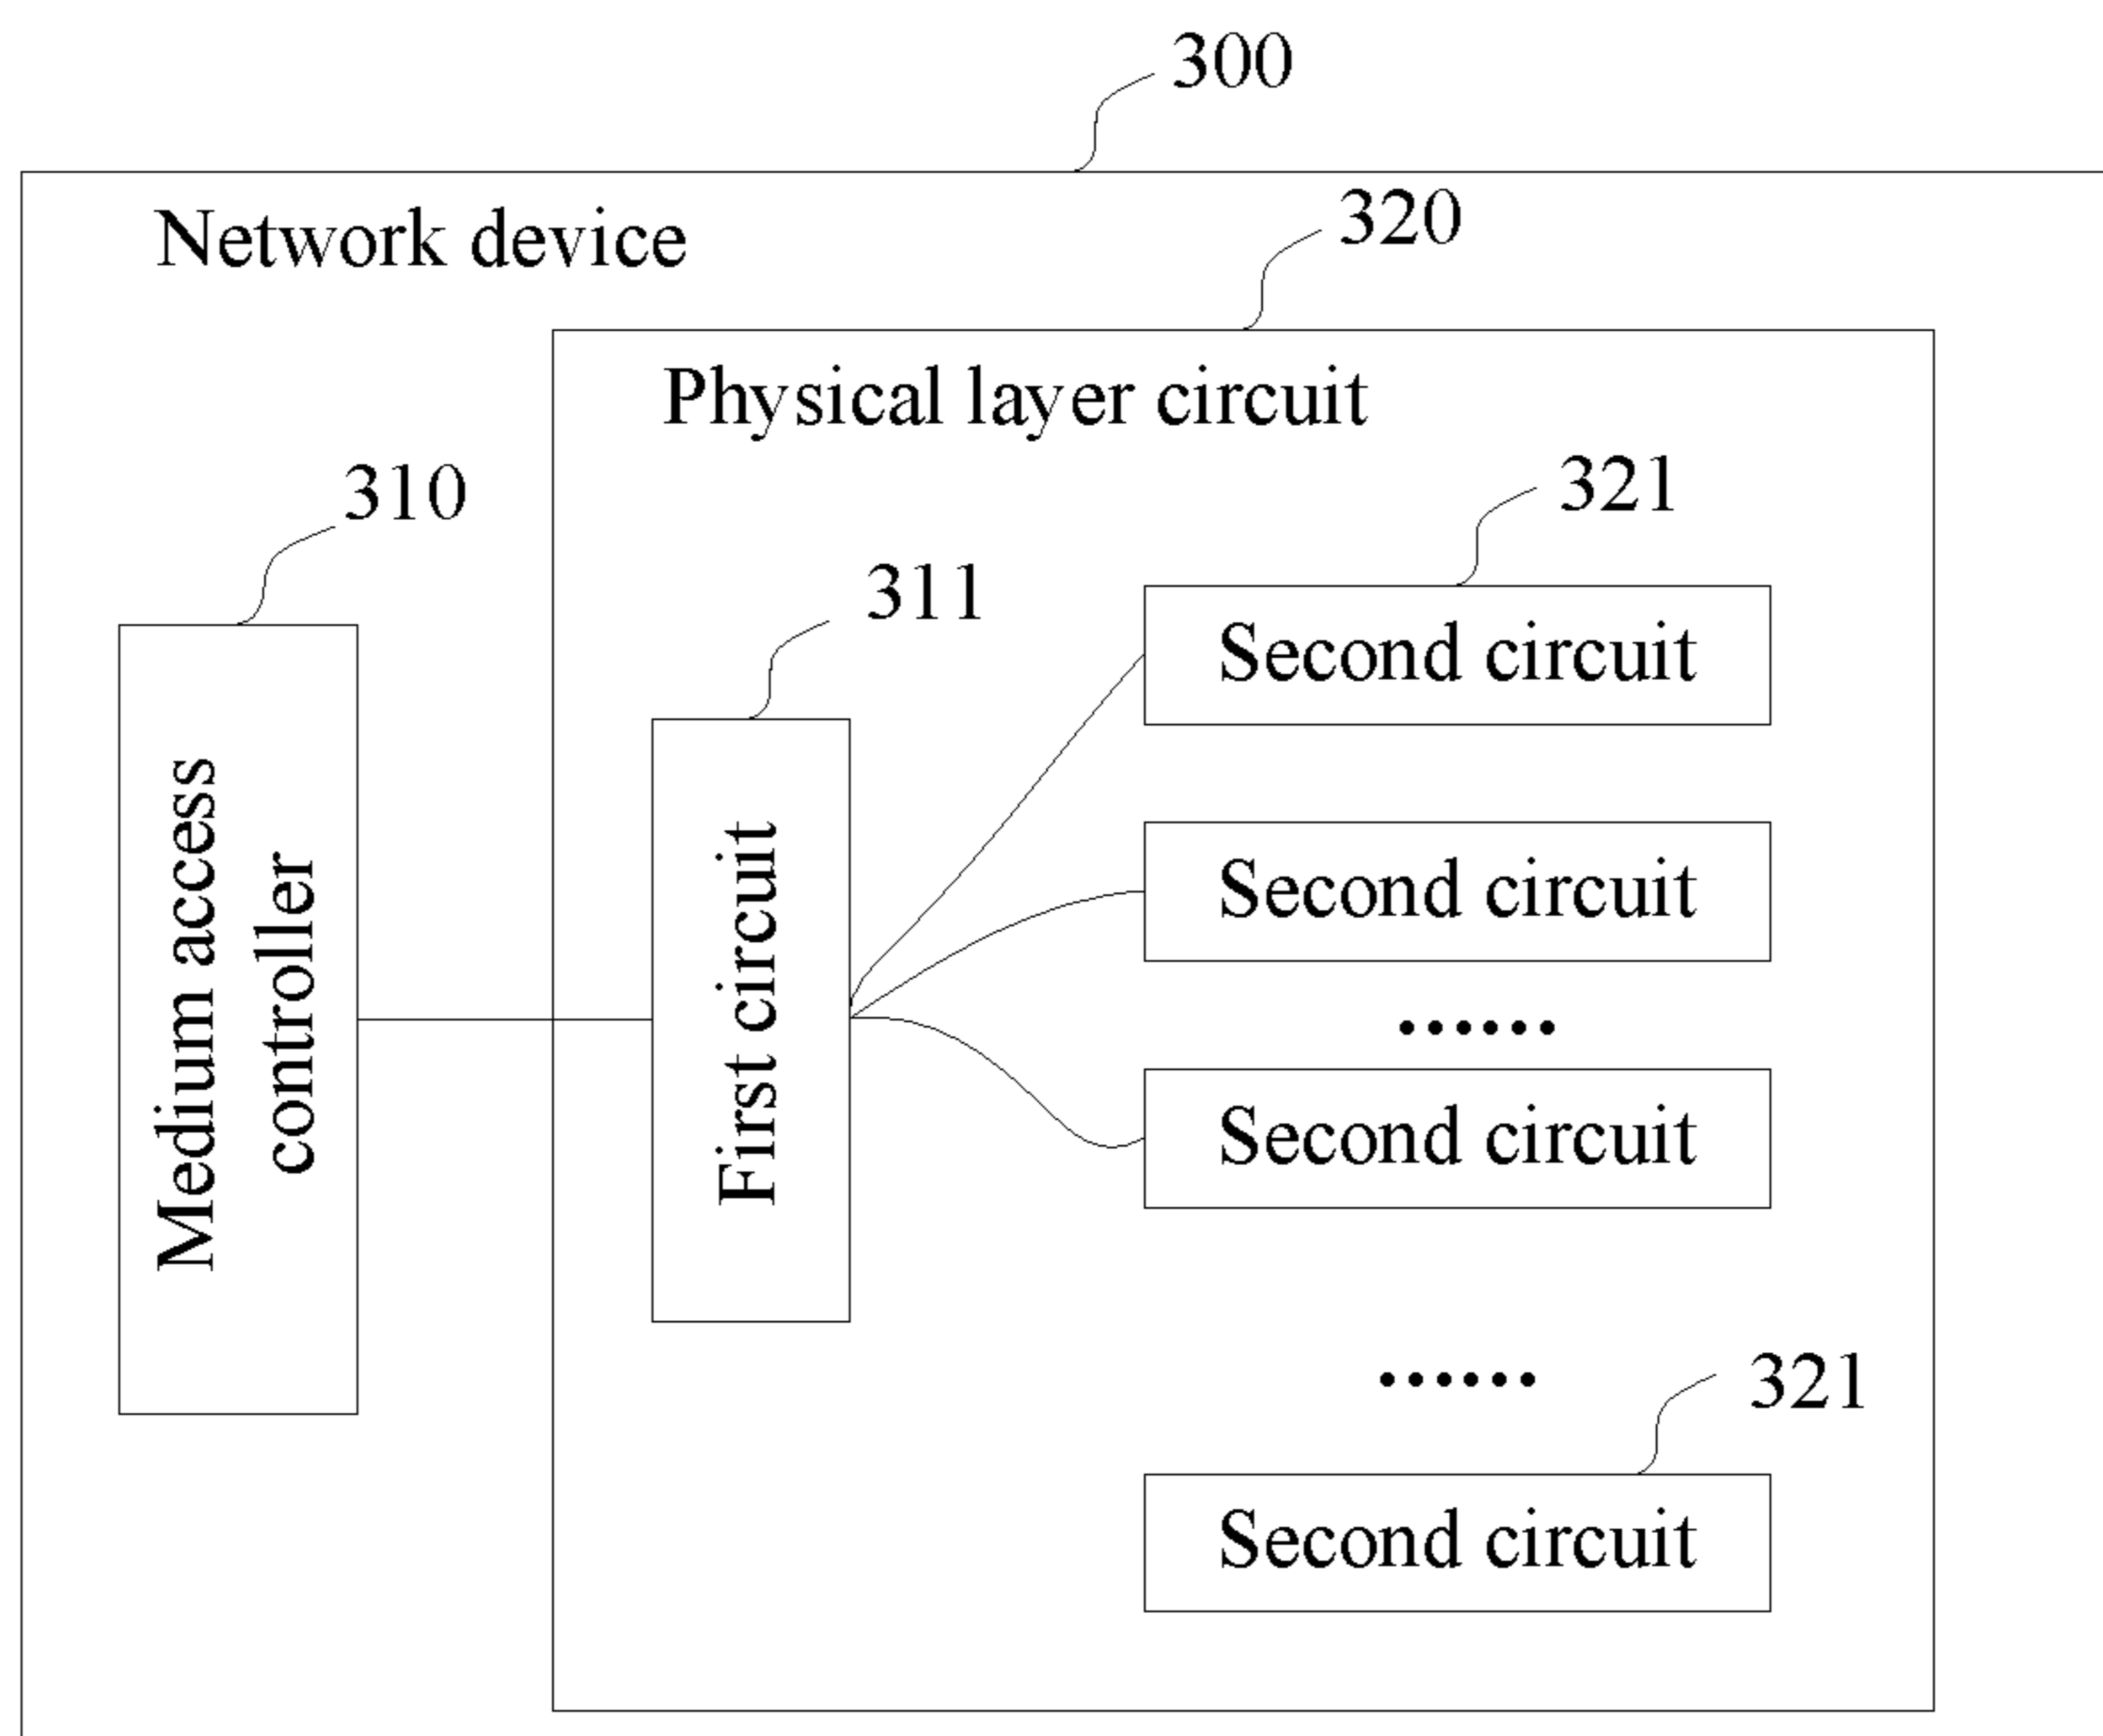 300
Network device
320
Physical layer circuit
310
321
311
Second circuit
Medium access
controller
First circuit
Second circuit
......
Second circuit
......
321
Second circuit